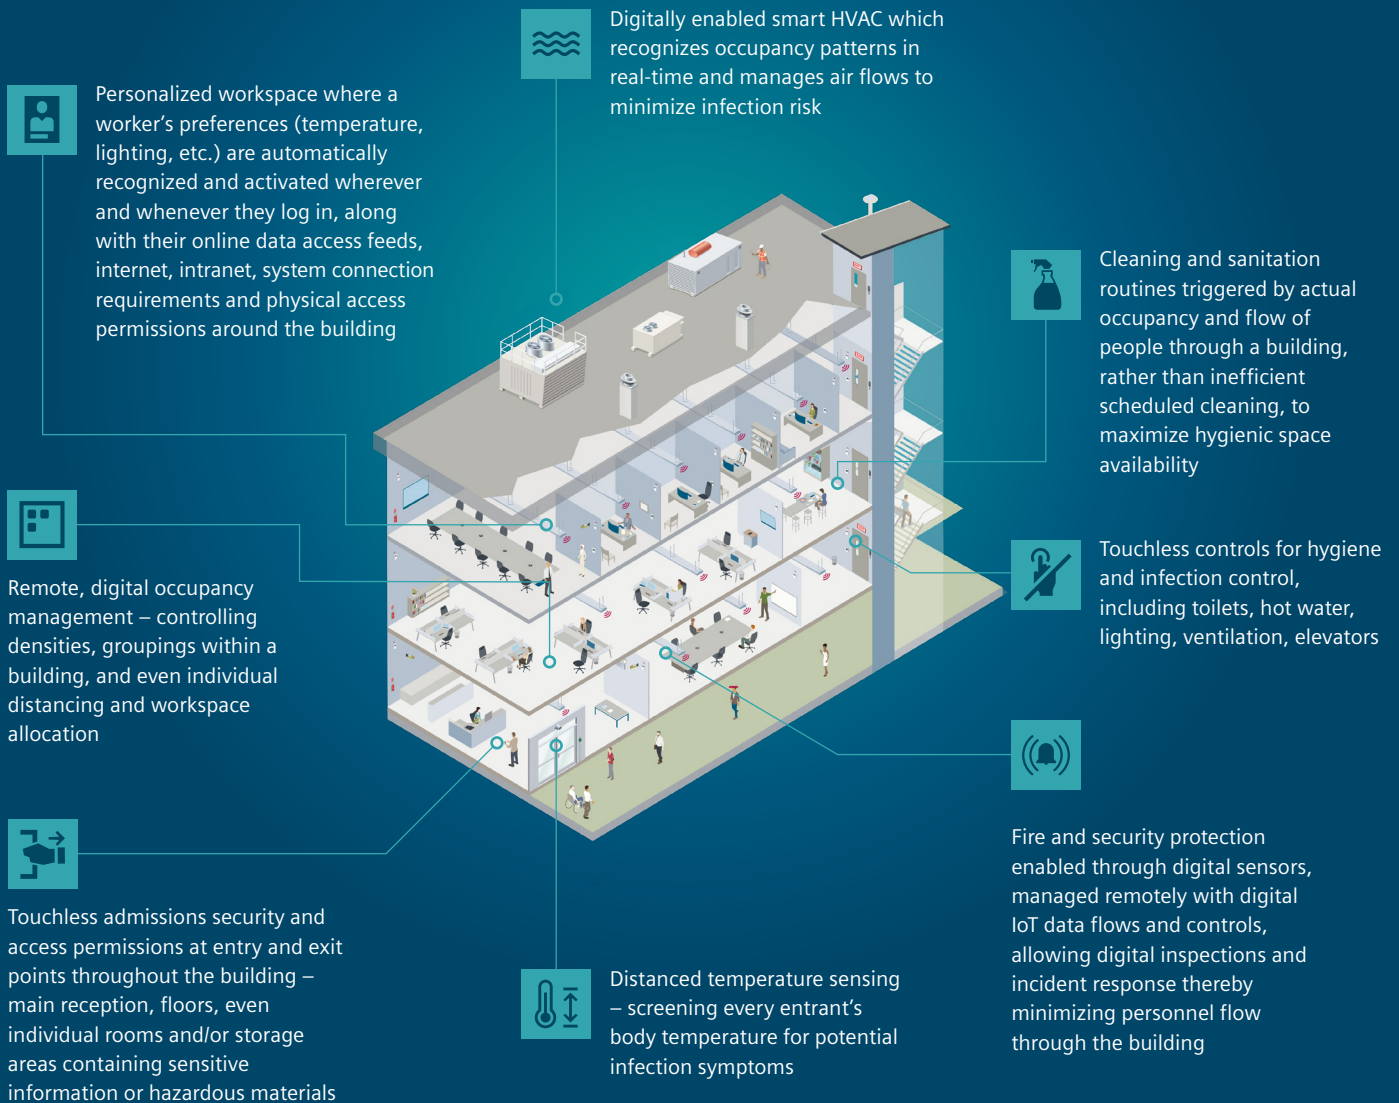 Digitally enabled smart HVAC which
recognizes occupancy patterns in
real-time and manages air flows to
minimize infection risk
Personalized workspace where a
worker’s preferences (temperature,
lighting, etc.) are automatically
recognized and activated wherever
and whenever they log in, along
with their online data access feeds,
internet, intranet, system connection
requirements and physical access
permissions around the building
Cleaning and sanitation
routines triggered by actual
occupancy and flow of
people through a building,
rather than inefficient
scheduled cleaning, to
maximize hygienic space
availability
Remote, digital occupancy
management – controlling
densities, groupings within a
building, and even individual
distancing and workspace
allocation
Touchless controls for hygiene
and infection control,
including toilets, hot water,
lighting, ventilation, elevators
Touchless admissions security and
access permissions at entry and exit
points throughout the building –
main reception, floors, even
individual rooms and/or storage
areas containing sensitive
information or hazardous materials
Distanced temperature sensing
– screening every entrant’s
body temperature for potential
infection symptoms
Fire and security protection
enabled through digital sensors,
managed remotely with digital
IoT data flows and controls,
allowing digital inspections and
incident response thereby
minimizing personnel flow
through the building